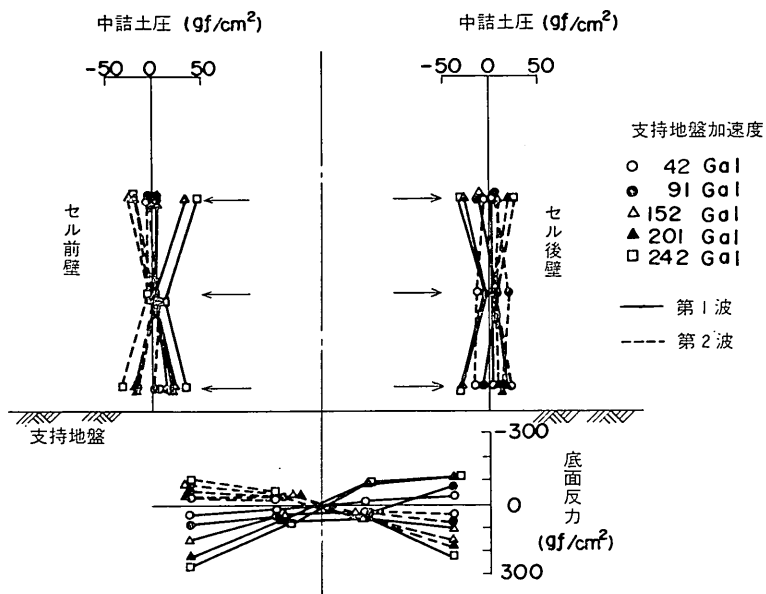 中詰土圧 (gf/cm²)
-50 0 50
中詰土圧 (gf/cm²)
-50 0 50
支持地盤加速度
42 Gal
91 Gal
152 Gal
201 Gal
242 Gal
第1波
第2波
セル前壁
セル後壁
支持地盤
-300
0
300
底面反力
(gf/cm²)